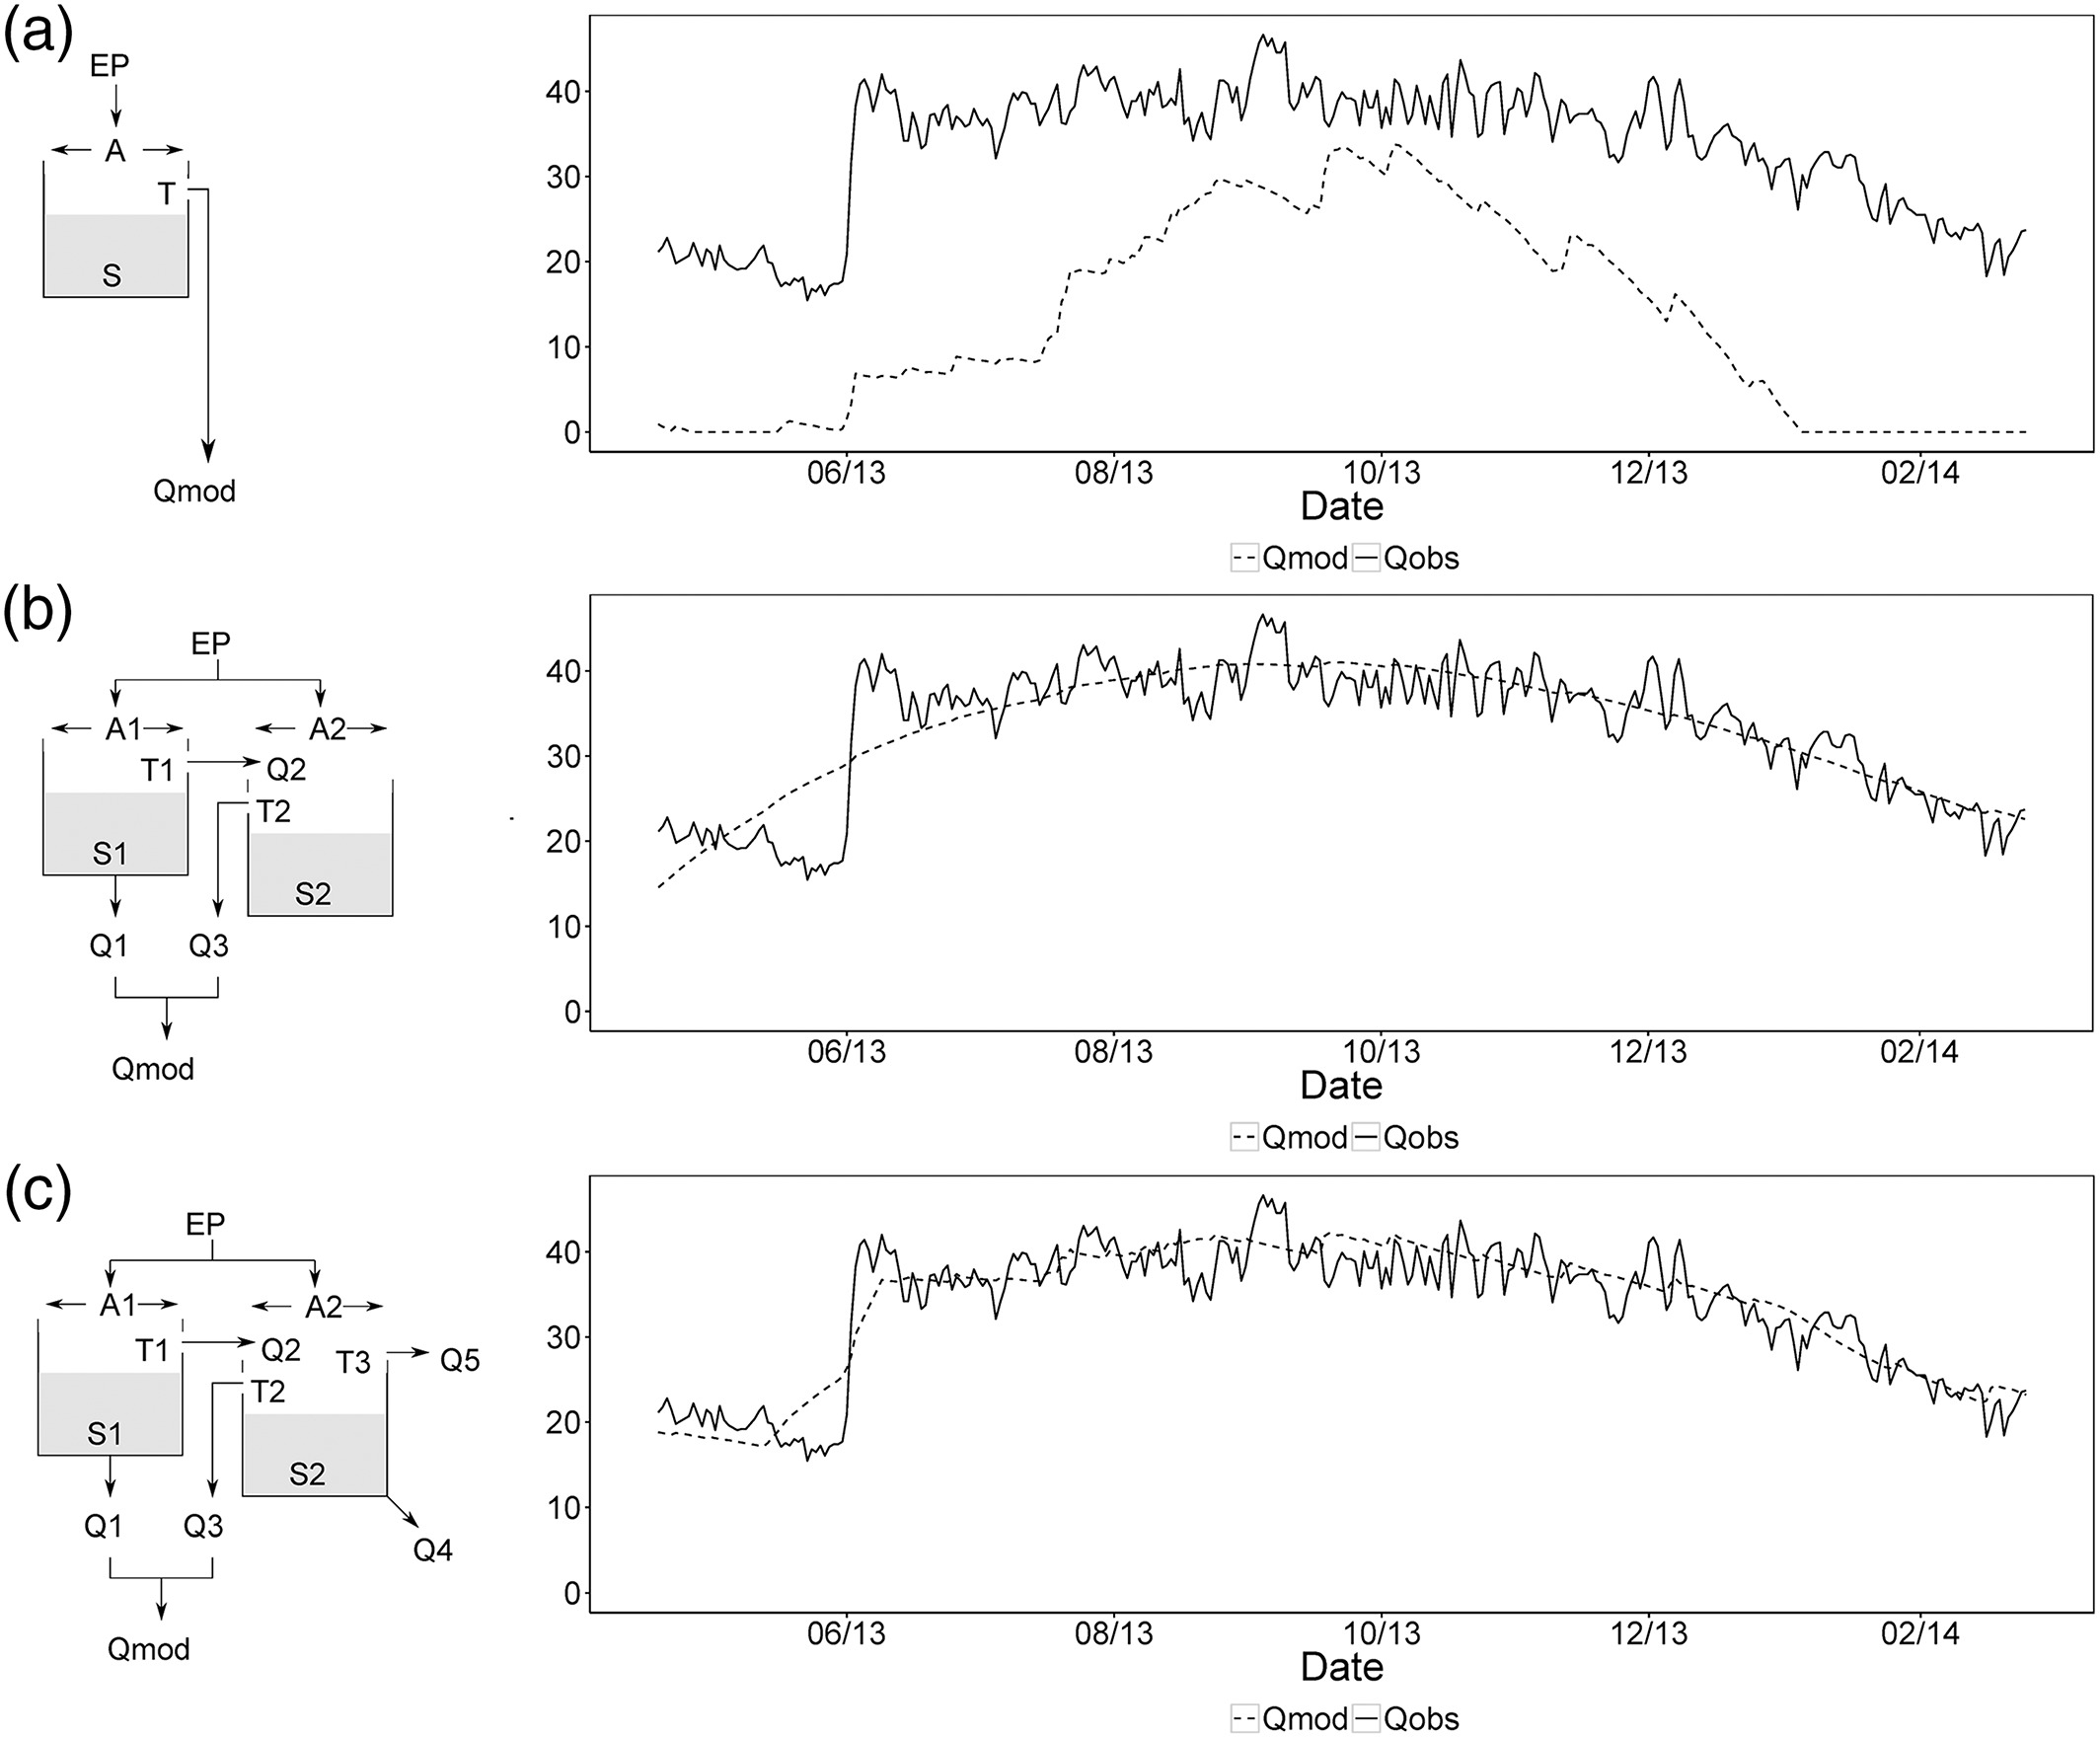 (a)
EP
A
T
S
Qmod
40
30
20
10
0
06/13 08/13 10/13 12/13 02/14
Date
Qmod Qobs
(b)
EP
A1 A2
T1 Q2
T2
S1
S2
Q1 Q3
Qmod
40
30
20
10
0
06/13 08/13 10/13 12/13 02/14
Date
Qmod Qobs
(c)
EP
A1 A2
T1 Q2 T3 Q5
T2
S1
S2
Q1 Q3
Q4
Qmod
40
30
20
10
0
06/13 08/13 10/13 12/13 02/14
Date
Qmod Qobs